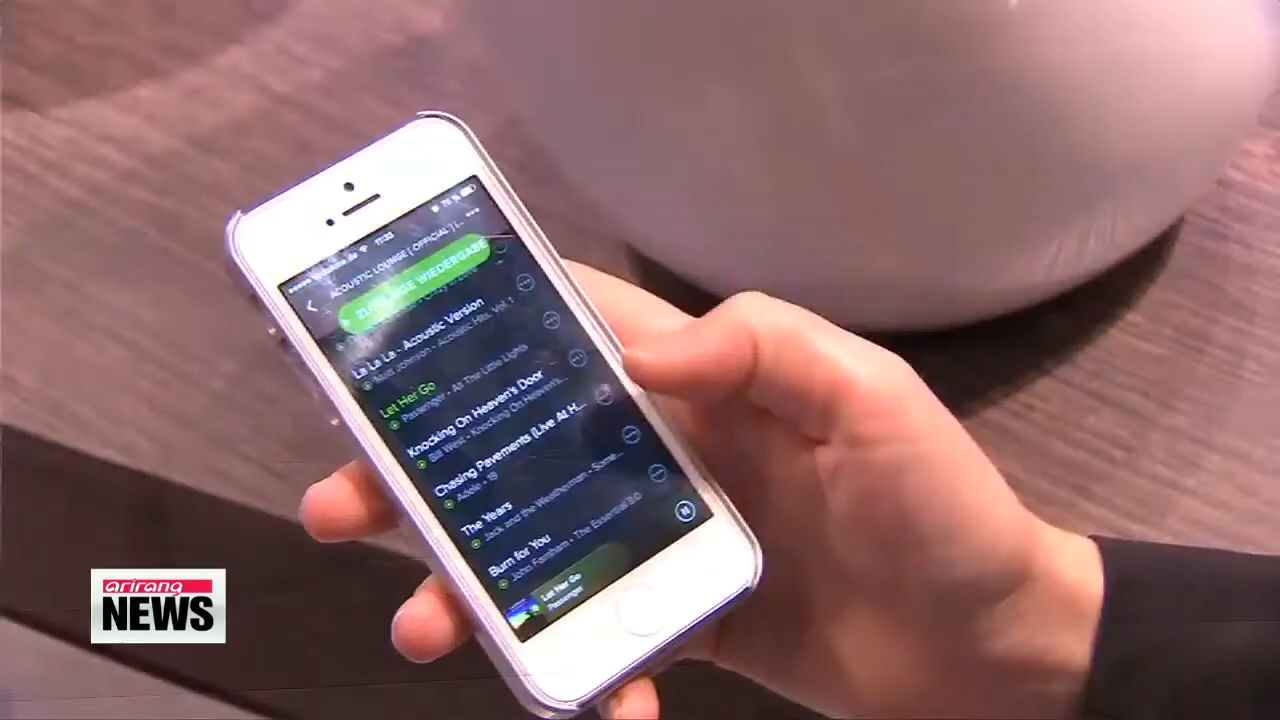 11:33
ACOUSTIC LOUNGE [ OFFICIAL ] |...
WIEDERGABE
La La La - Acoustic Version
Matt Johnson • Acoustic Hits, Vol. 1
Let Her Go
Passenger • All The Little Lights
Knocking On Heaven's Door
Bill West • Knocking On Heaven's...
Chasing Pavements (Live At H...
Adele • 19
The Years
Jack and the Weatherman • Some...
Burn for You
John Farnham • The Essential 3.0
Let Her Go
Passenger
arirang
NEWS